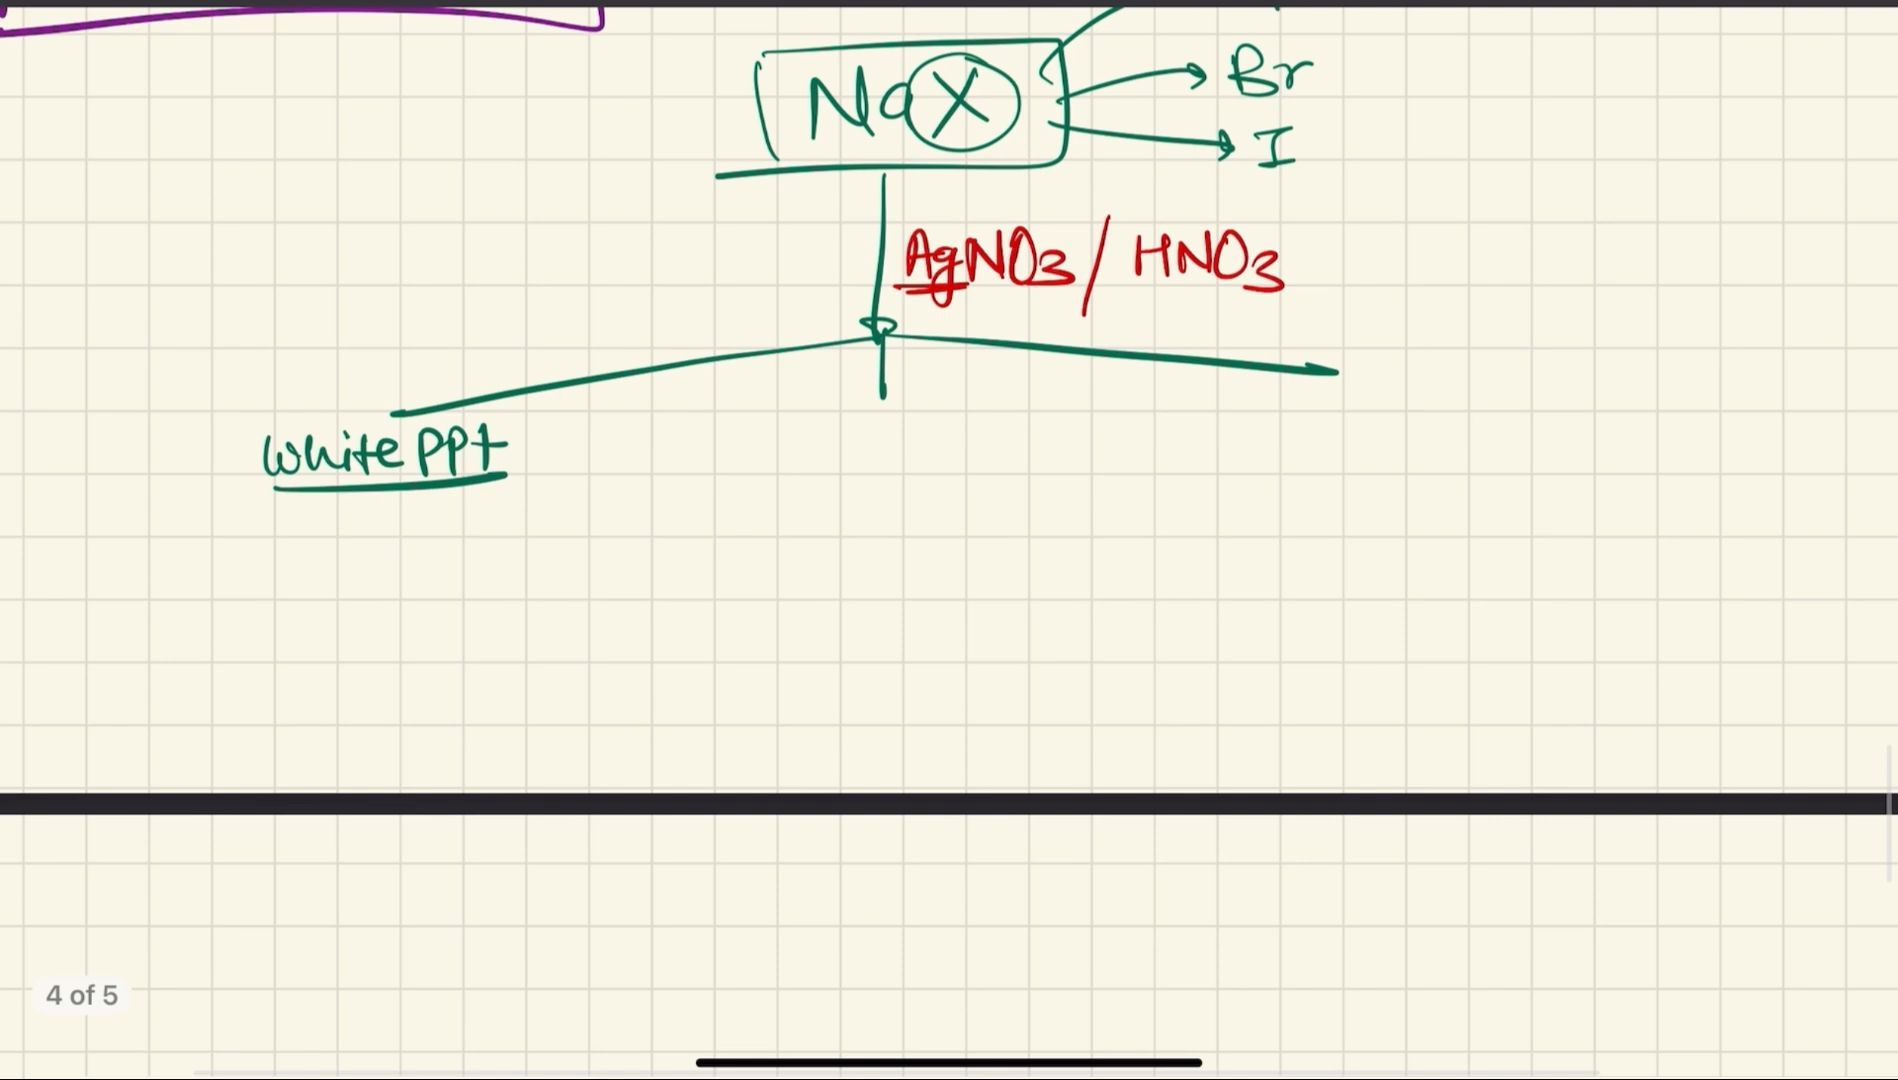 Br
NaX
I
AgNO3 / HNO3
White ppt
4 of 5